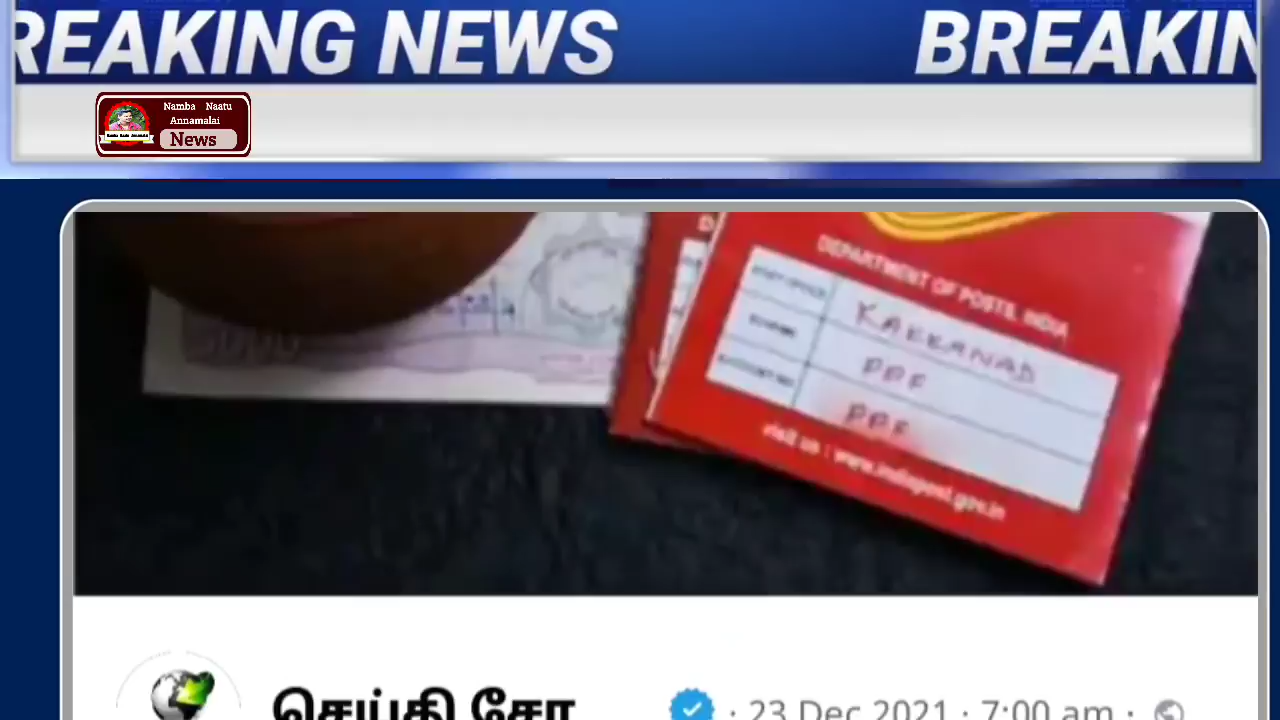 REAKING NEWS BREAKIN
Namba Naatu
Annamalai
News
DEPARTMENT OF POSTS, INDIA
KAKKANAD
PPF
PPF
visit us : www.indiapost.gov.in
செய்தி சோ · 23 Dec 2021 · 7:00 am ·